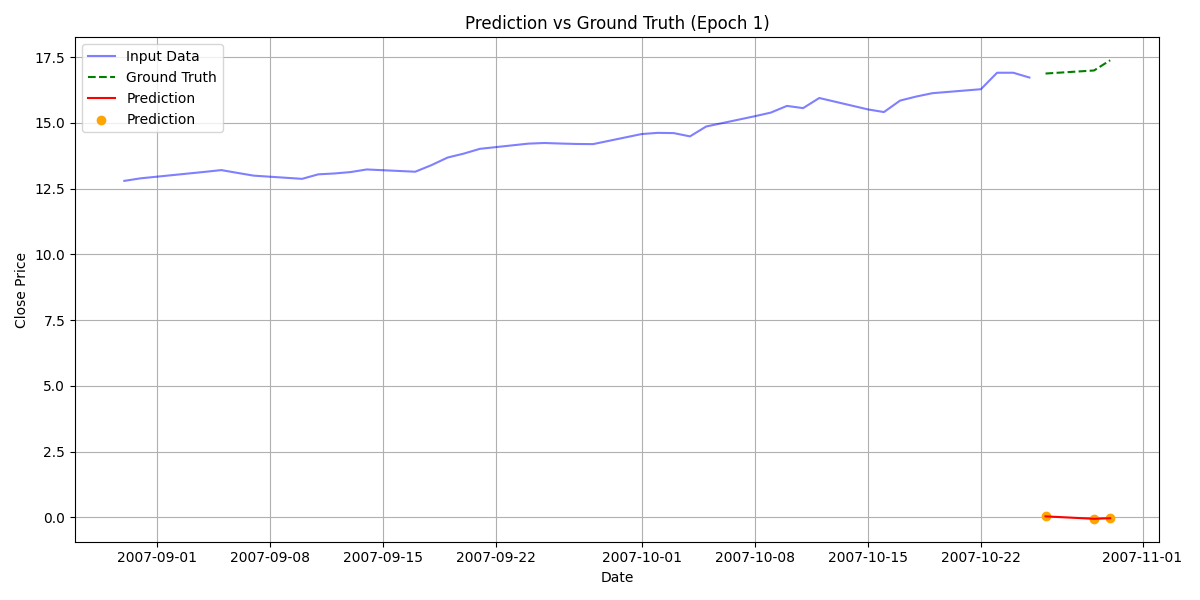 Prediction vs Ground Truth (Epoch 1)
Input Data
Ground Truth
Prediction
Prediction
17.5
15.0
12.5
10.0
7.5
5.0
2.5
0.0
Close Price
2007-09-01
2007-09-08
2007-09-15
2007-09-22
2007-10-01
2007-10-08
2007-10-15
2007-10-22
2007-11-01
Date